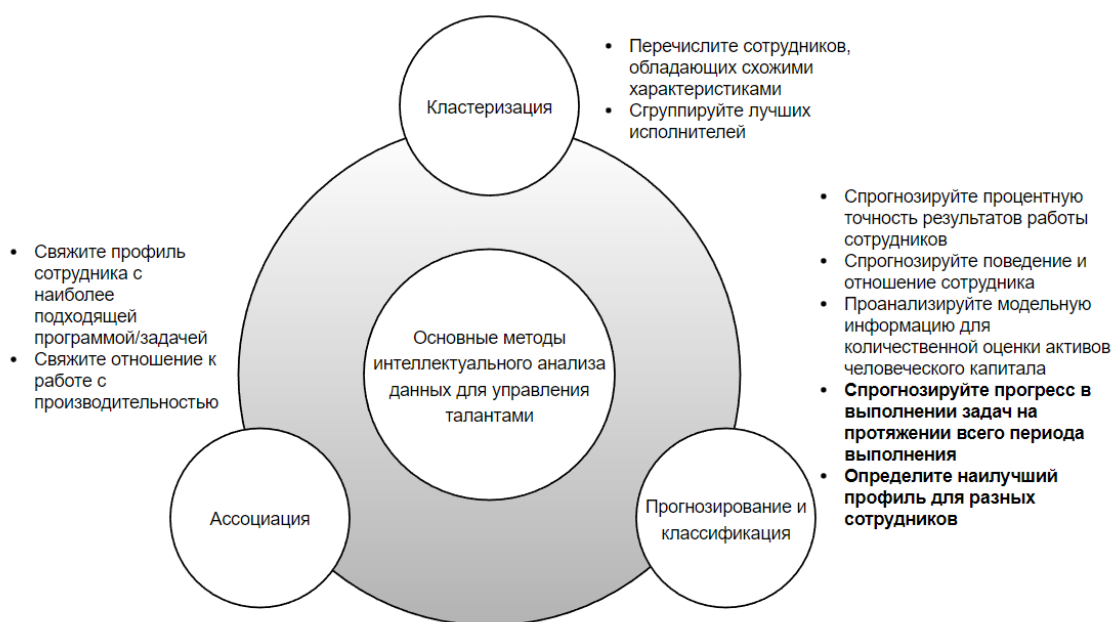 Кластеризация
• Перечислите сотрудников,
обладающих схожими
характеристиками
• Сгруппируйте лучших
исполнителей
• Свяжите профиль
сотрудника с
наиболее
подходящей
программой/задачей
• Свяжите отношение к
работе с
производительностью
Основные методы
интеллектуального анализа
данных для управления
талантами
• Спрогнозируйте процентную
точность результатов работы
сотрудников
• Спрогнозируйте поведение и
отношение сотрудника
• Проанализируйте модельную
информацию для
количественной оценки активов
человеческого капитала
• Спрогнозируйте прогресс в
выполнении задач на
протяжении всего периода
выполнения
• Определите наилучший
профиль для разных
сотрудников
Ассоциация
Прогнозирование и
классификация